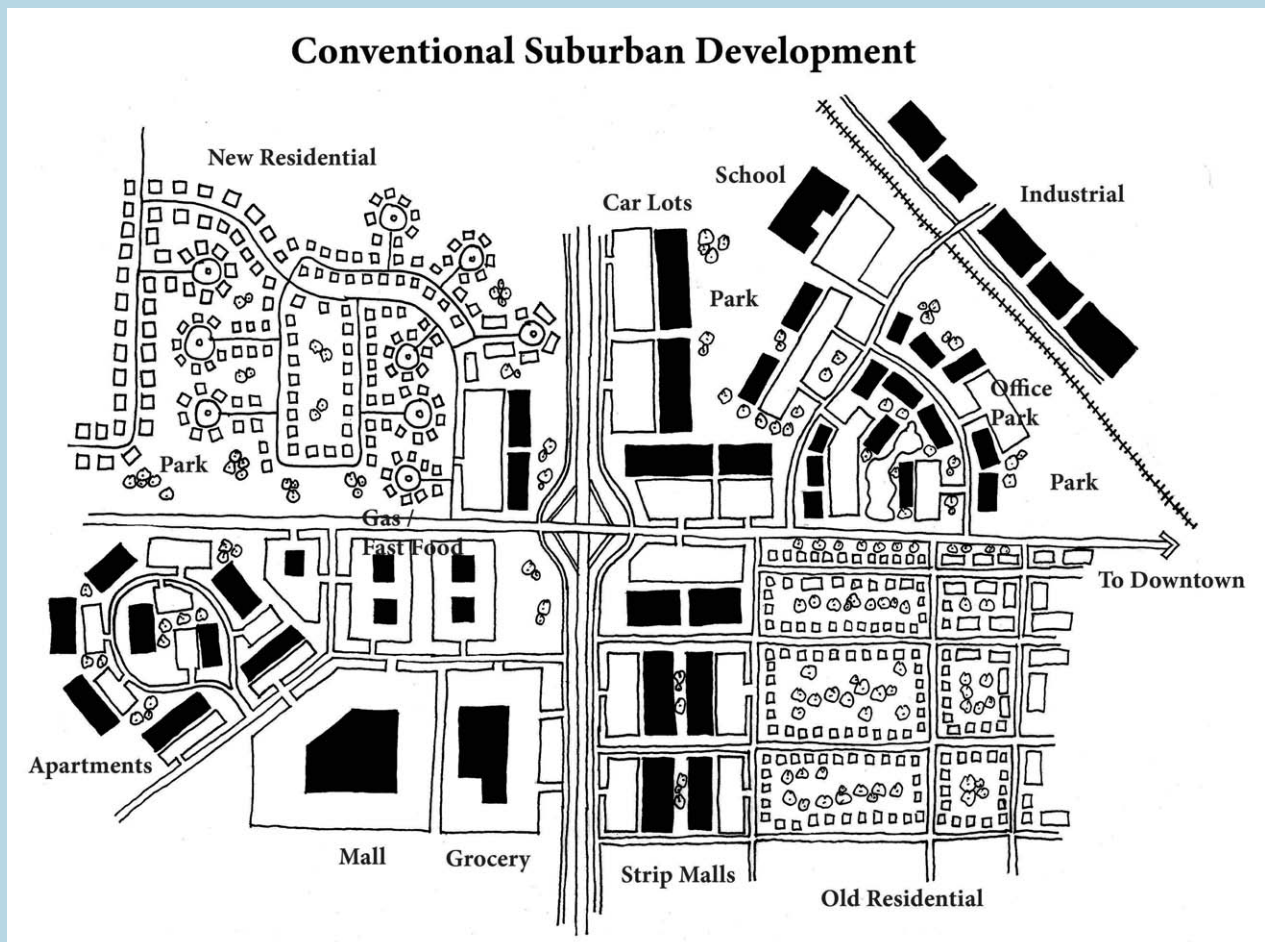 Conventional Suburban Development
New Residential
School
Car Lots
Industrial
Park
Office
Park
Park
Park
Gas /
Fast Food
To Downtown
Apartments
Mall
Grocery
Strip Malls
Old Residential